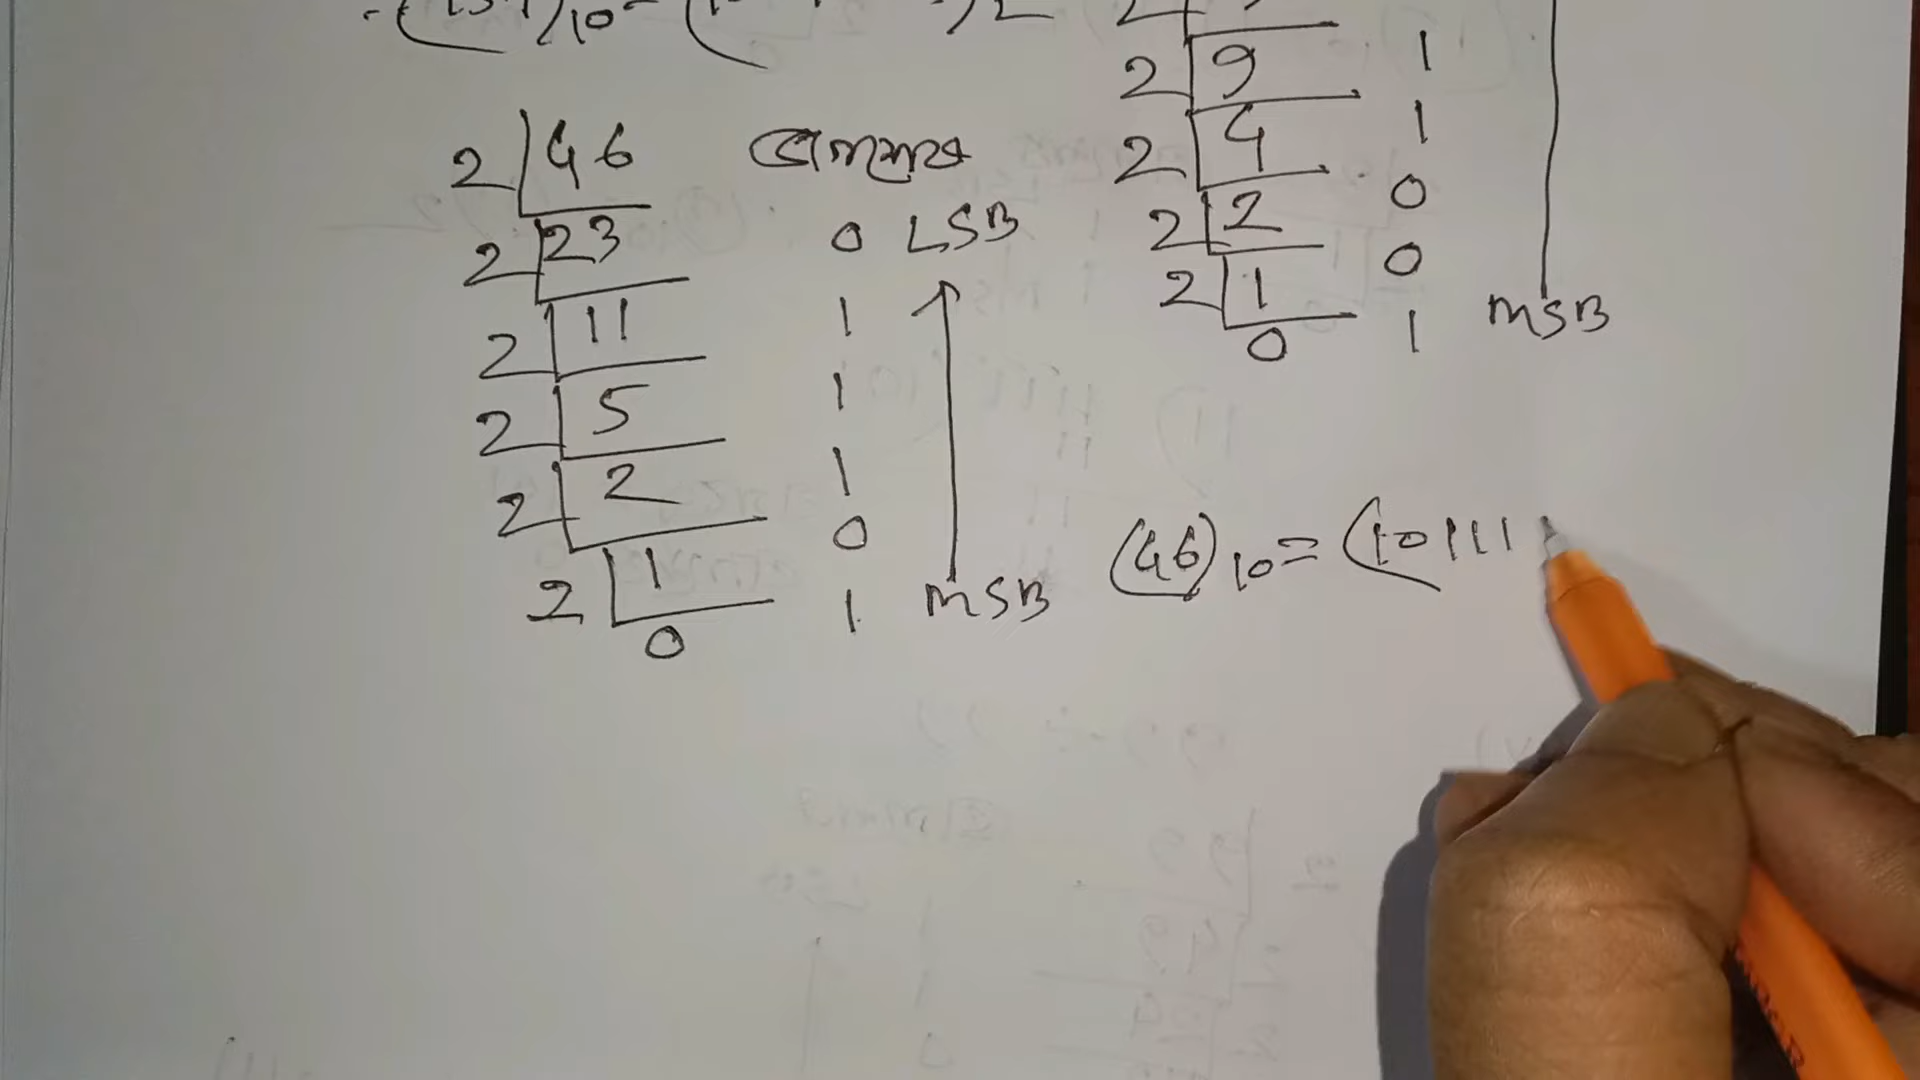 2 9 1
2 4 1
2 2 0
2 1 0
0 1 MSB
2 46
2 23 0 LSB
2 11 1
2 5 1
2 2 1
2 1 0
0 1 MSB
(46)10 = (10111